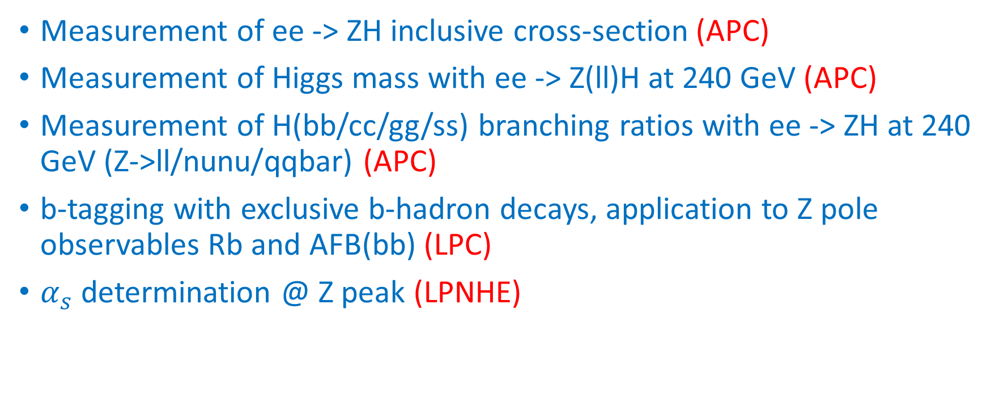 • Measurement of ee -> ZH inclusive cross-section (APC)
• Measurement of Higgs mass with ee -> Z(ll)H at 240 GeV (APC)
• Measurement of H(bb/cc/gg/ss) branching ratios with ee -> ZH at 240
GeV (Z->ll/nunu/qqbar) (APC)
• b-tagging with exclusive b-hadron decays, application to Z pole
observables Rb and AFB(bb) (LPC)
• αₛ determination @ Z peak (LPNHE)